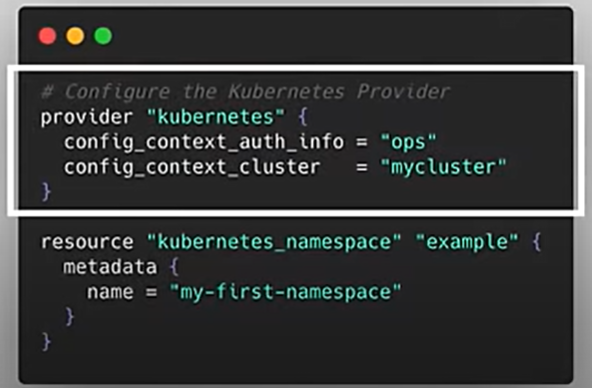 # Configure the Kubernetes Provider
provider "kubernetes" {
  config_context_auth_info = "ops"
  config_context_cluster   = "mycluster"
}
resource "kubernetes_namespace" "example" {
  metadata {
    name = "my-first-namespace"
  }
}